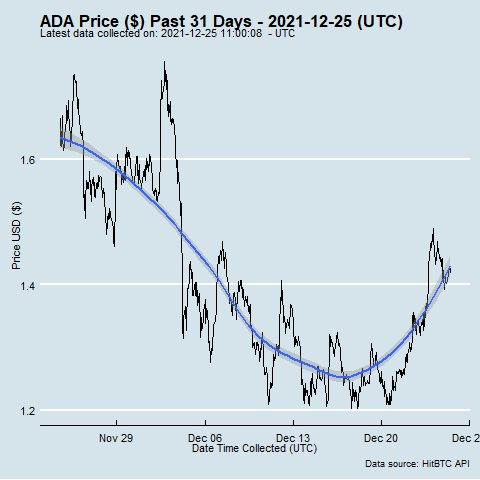 ADA Price ($) Past 31 Days - 2021-12-25 (UTC)
Latest data collected on: 2021-12-25 11:00:08 - UTC
1.6
1.4
1.2
Price USD ($)
Nov 29 Dec 06 Dec 13 Dec 20 Dec 2
Date Time Collected (UTC)
Data source: HitBTC API